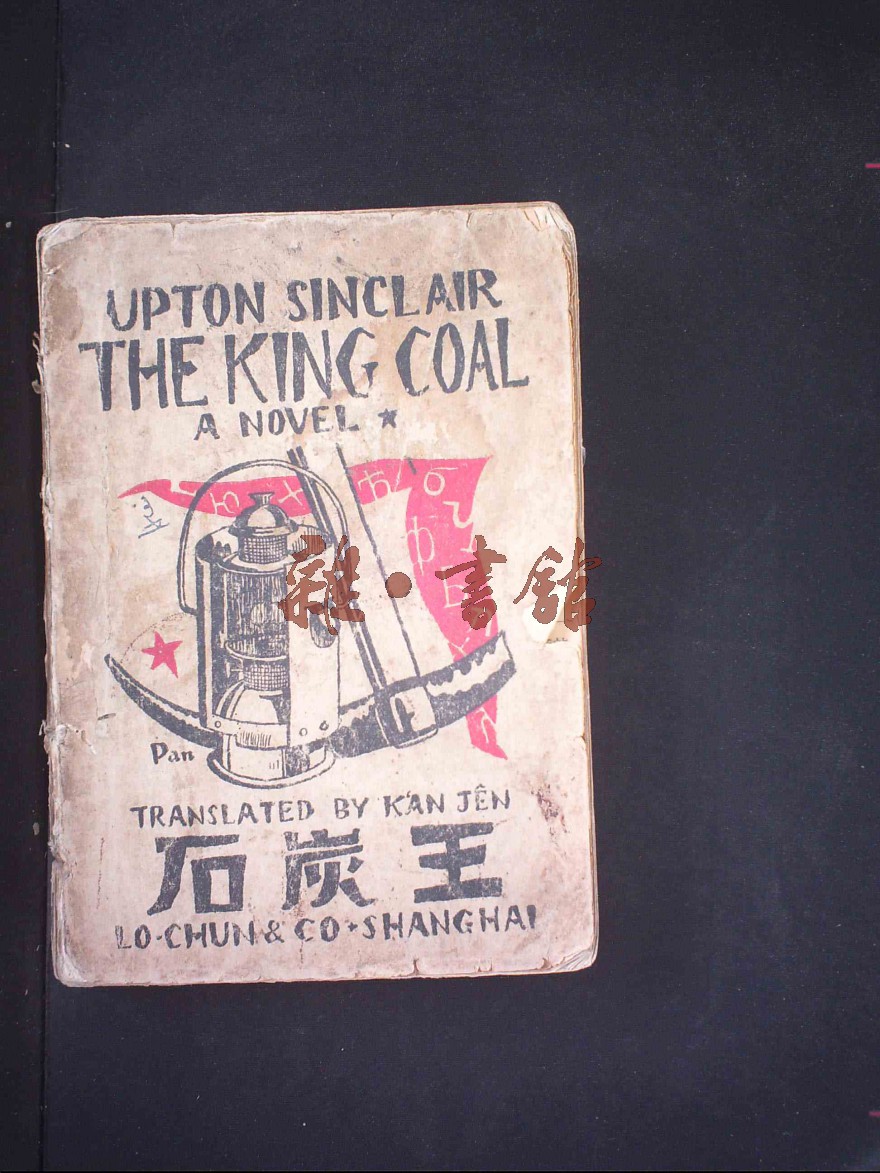 UPTON SINCLAIR
THE KING COAL
A NOVEL
雜·書館
Pan
TRANSLATED BY K'AN JÊN
石炭王
LO-CHUN & CO·SHANGHAI